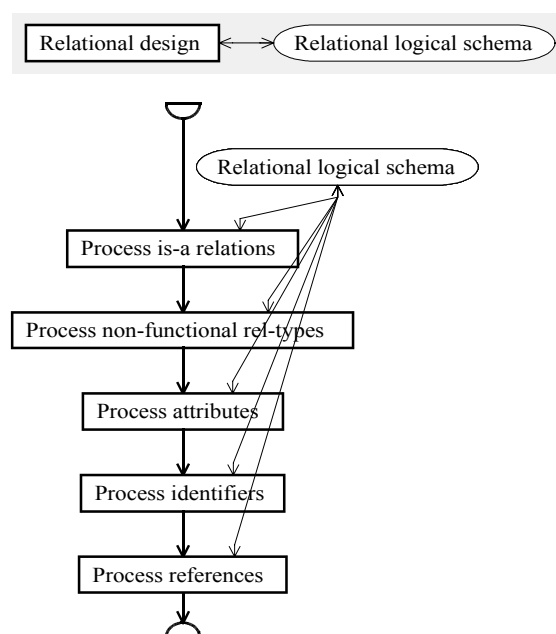 Relational design
Relational logical schema
Relational logical schema
Process is-a relations
Process non-functional rel-types
Process attributes
Process identifiers
Process references